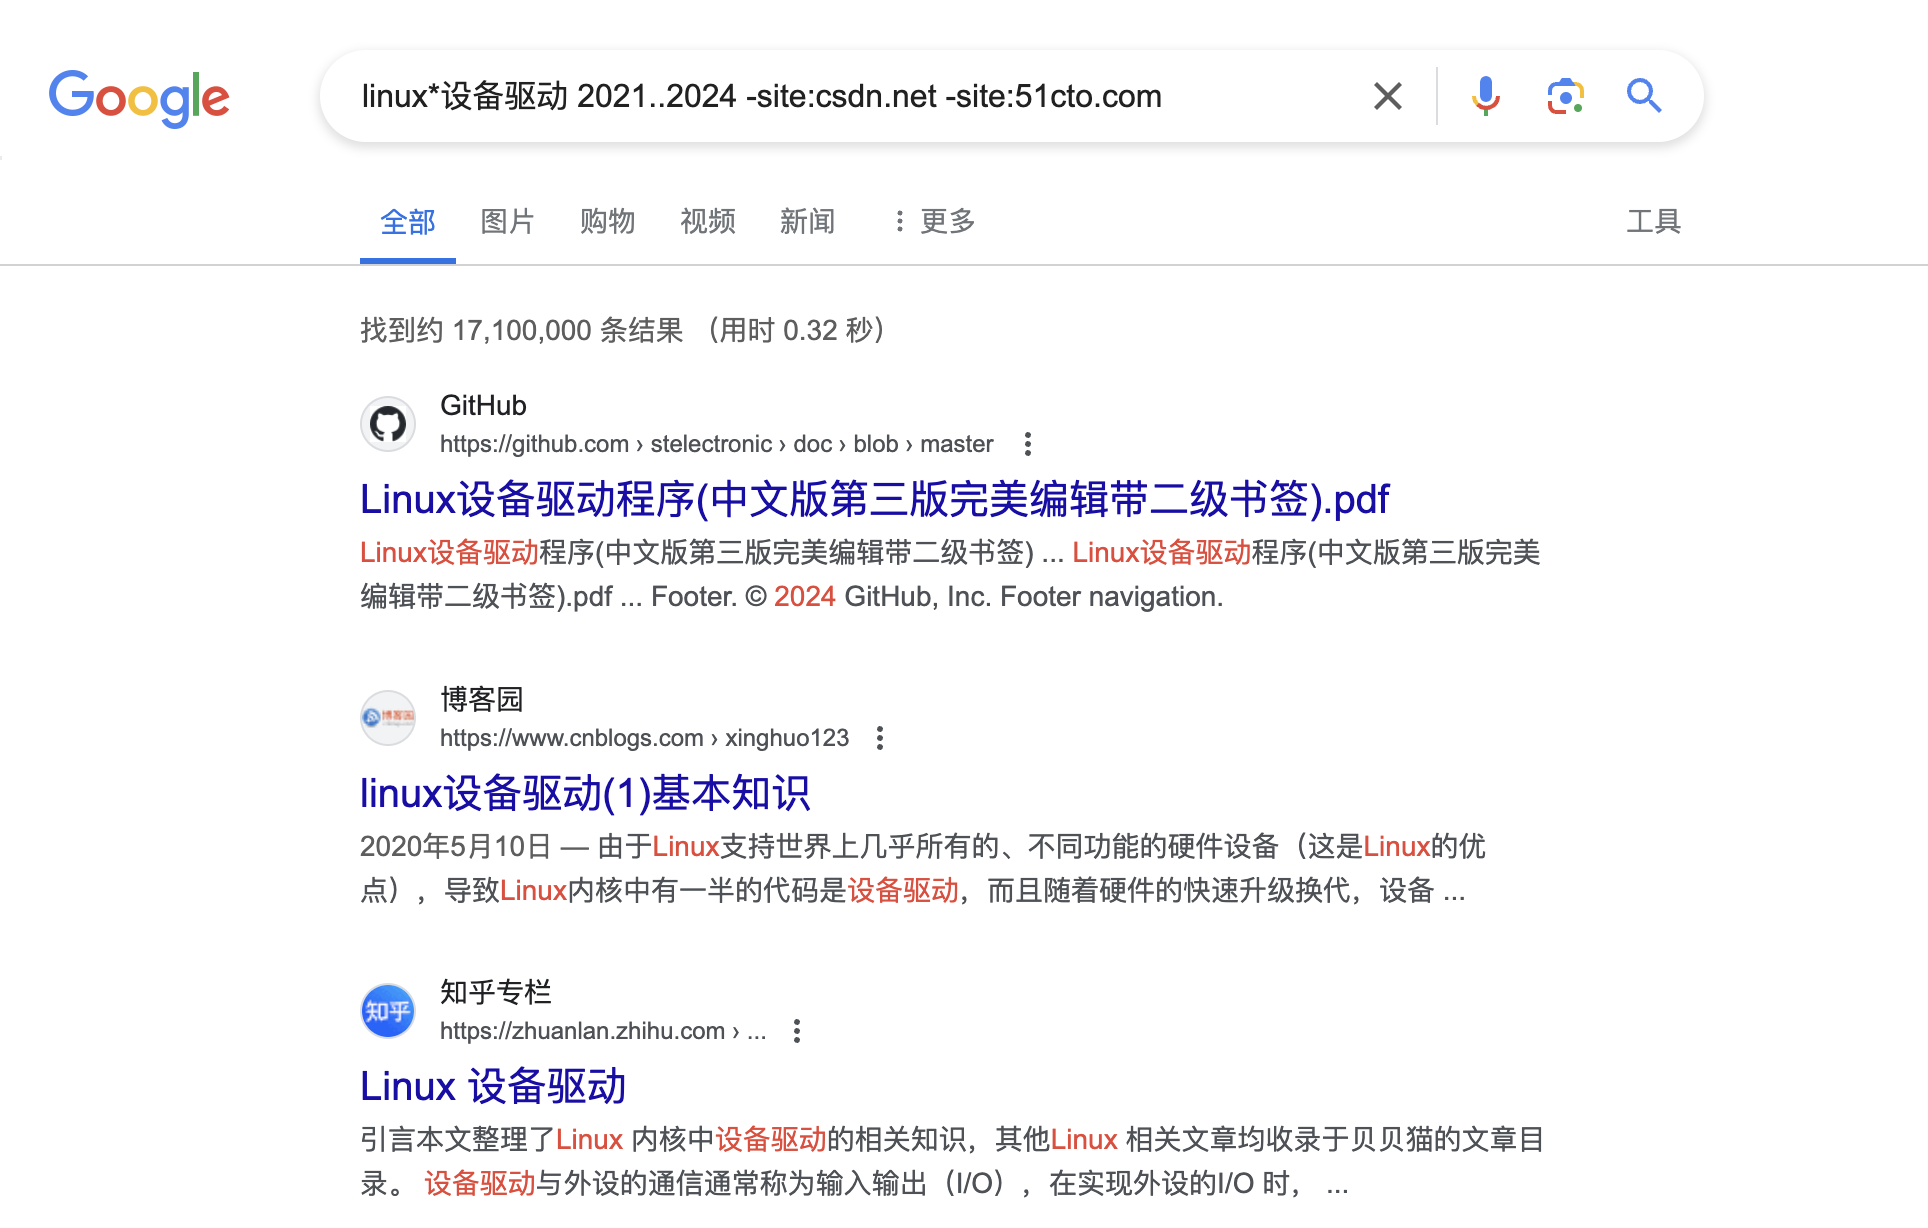 Google
linux*设备驱动 2021..2024 -site:csdn.net -site:51cto.com
全部 图片 购物 视频 新闻 更多 工具
找到约 17,100,000 条结果 （用时 0.32 秒）
GitHub
https://github.com › stelectronic › doc › blob › master
Linux设备驱动程序(中文版第三版完美编辑带二级书签).pdf
Linux设备驱动程序(中文版第三版完美编辑带二级书签) ... Linux设备驱动程序(中文版第三版完美
编辑带二级书签).pdf ... Footer. © 2024 GitHub, Inc. Footer navigation.
博客园
博客园
https://www.cnblogs.com › xinghuo123
linux设备驱动(1)基本知识
2020年5月10日 — 由于Linux支持世界上几乎所有的、不同功能的硬件设备（这是Linux的优
点），导致Linux内核中有一半的代码是设备驱动，而且随着硬件的快速升级换代，设备 ...
知乎
知乎专栏
https://zhuanlan.zhihu.com › ...
Linux 设备驱动
引言本文整理了Linux 内核中设备驱动的相关知识，其他Linux 相关文章均收录于贝贝猫的文章目
录。 设备驱动与外设的通信通常称为输入输出（I/O），在实现外设的I/O 时， ...